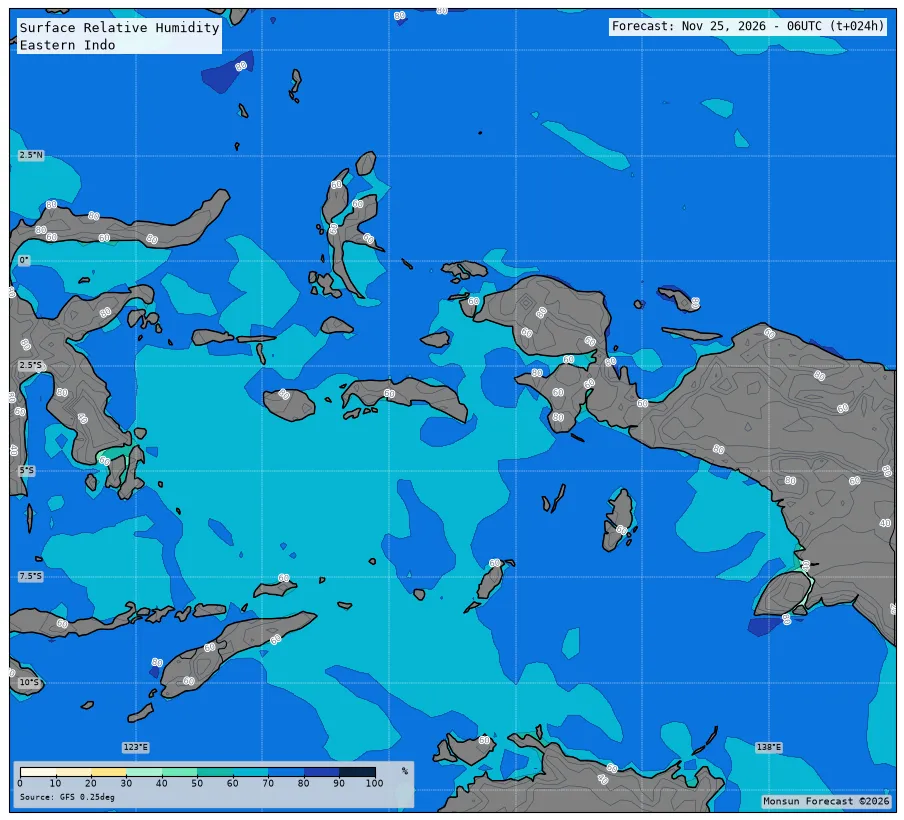 Surface Relative Humidity
Eastern Indo
Forecast: Nov 25, 2026 - 06UTC (t+024h)
2.5°N
0°
2.5°S
5°S
7.5°S
10°S
123°E
138°E
0 10 20 30 40 50 60 70 80 90 100 %
Source: GFS 0.25deg
Monsun Forecast ©2026